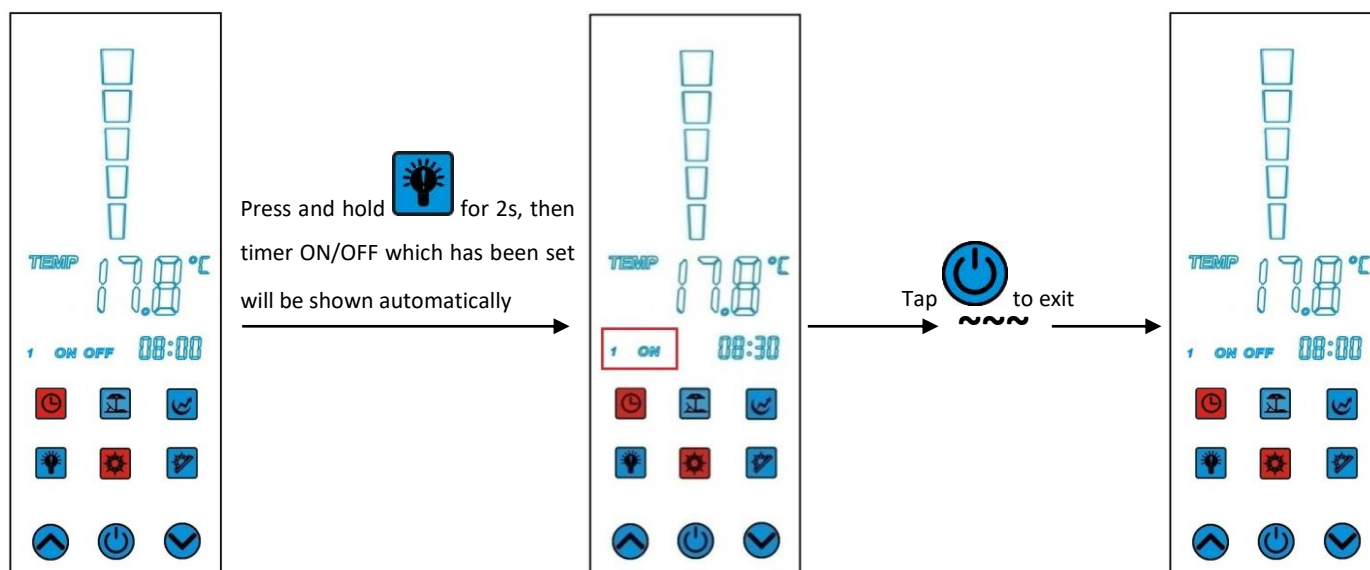 TEMP 17.8 °C
1 ON OFF 08:00
Press and hold for 2s, then
timer ON/OFF which has been set
will be shown automatically
TEMP 17.8 °C
1 ON 08:30
Tap to exit
~~~
TEMP 17.8 °C
1 ON OFF 08:00